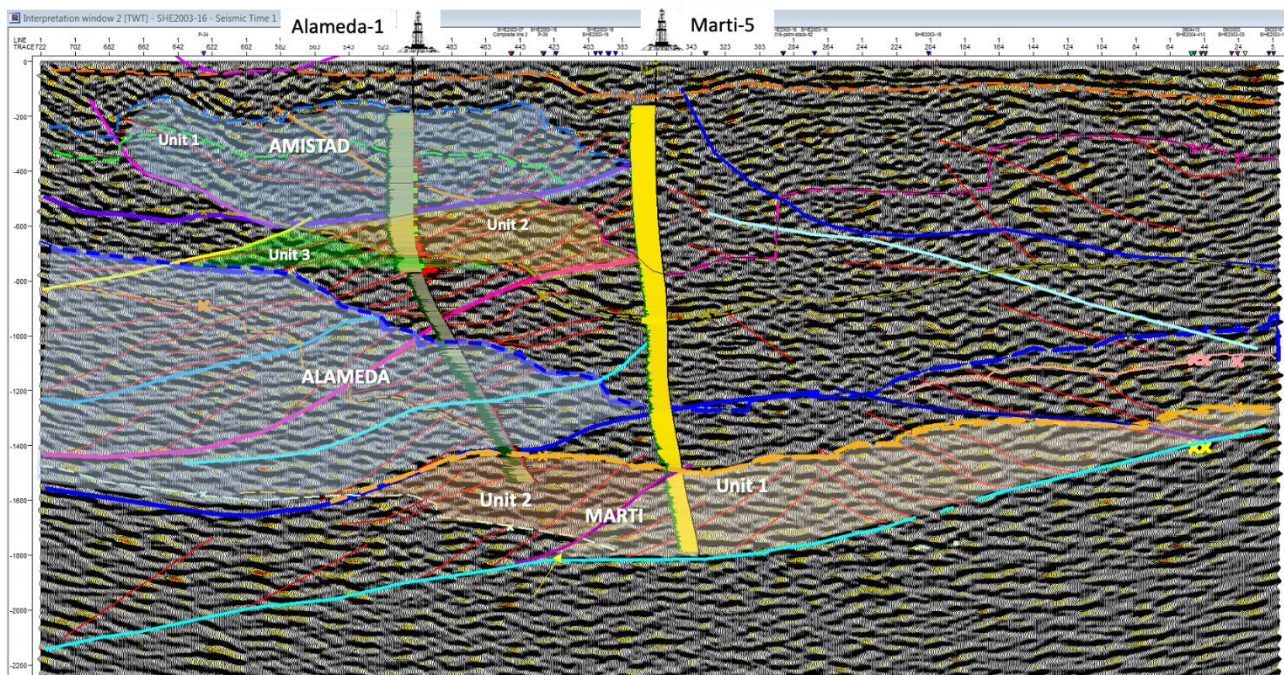 Interpretation window 2 [TWT] - SHE2003-16 - Seismic Time 1
Alameda-1
Marti-5
LINE
TRACE 722 702 682 662 642 622 602 582 563 483 463 443 423 403 383 343 323 303 284 264 244 224 204 184 164 144 124 104 84 64 44 24
0
-200
-400
-600
-800
-1000
-1200
-1400
-1600
-1800
-2000
-2200
Unit 1
AMISTAD
Unit 2
Unit 3
ALAMEDA
Unit 2
MARTI
Unit 1